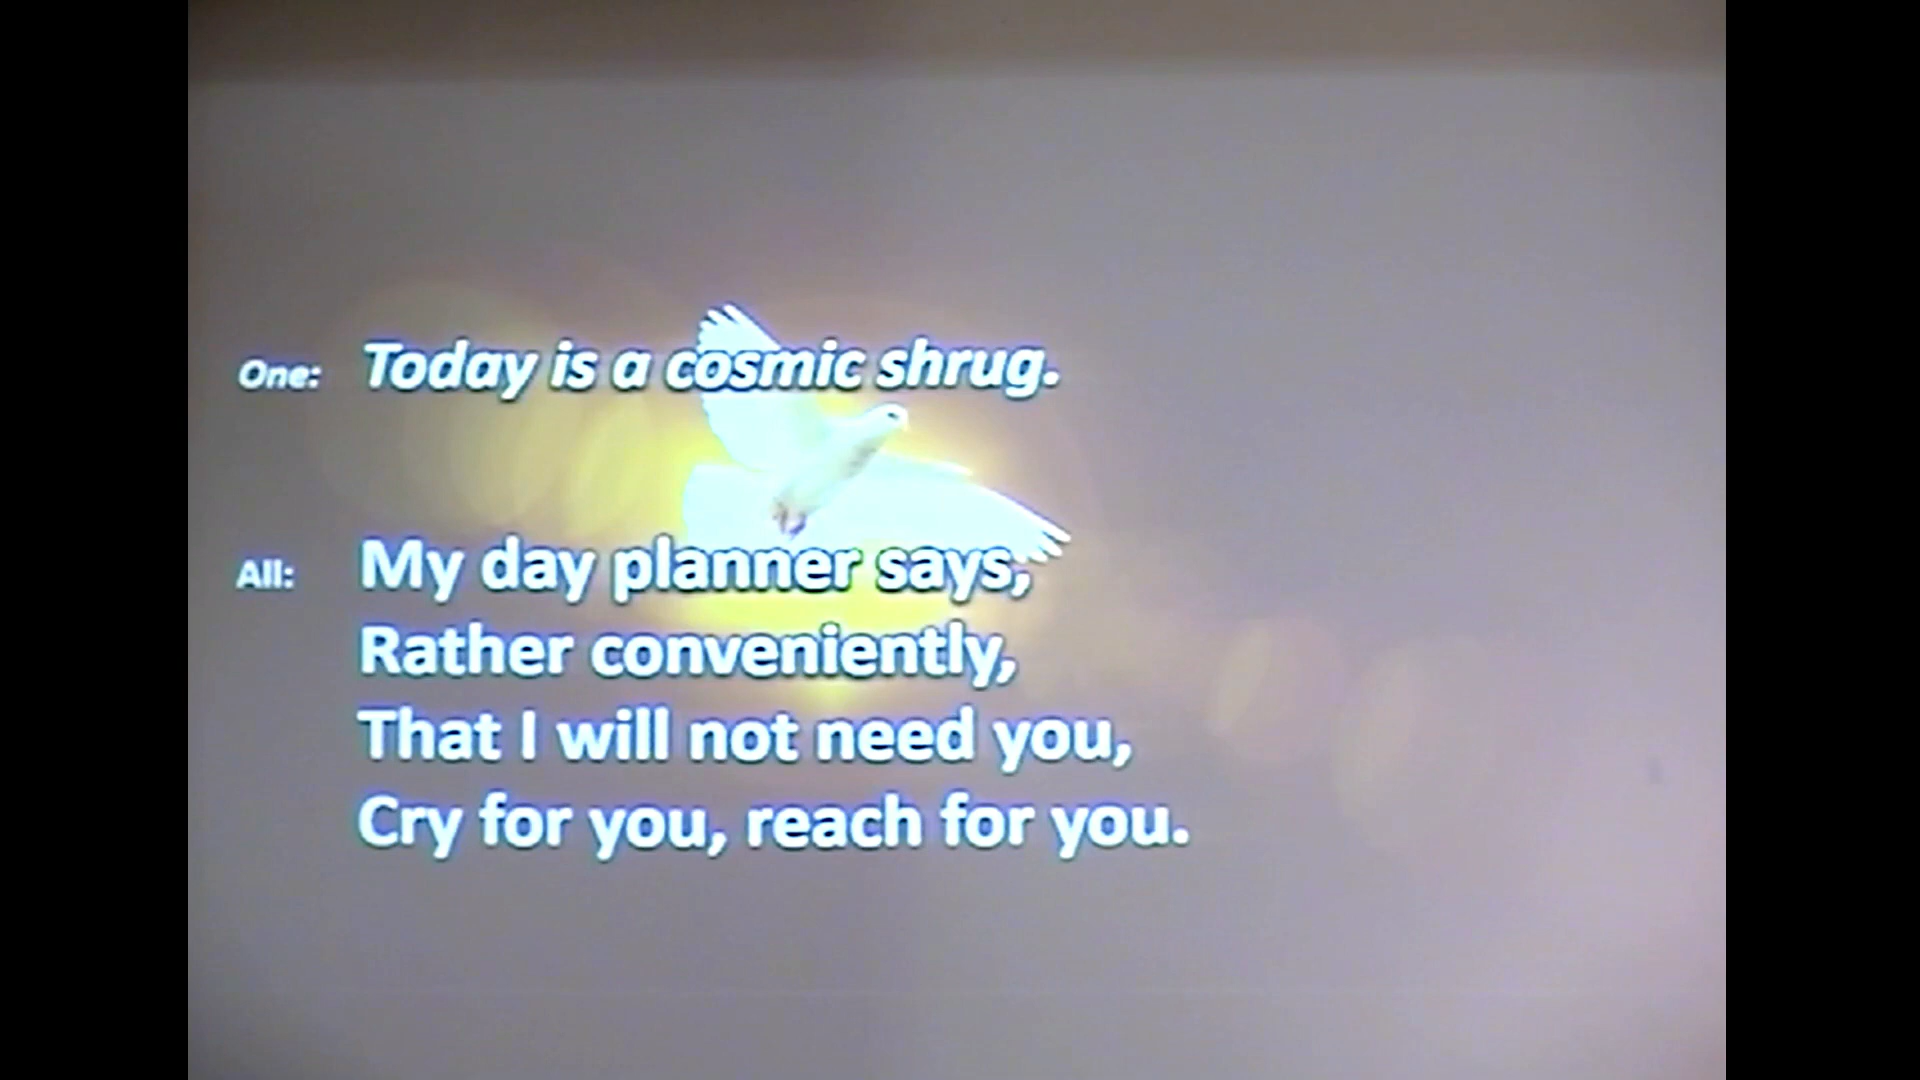 One: Today is a cosmic shrug.
All: My day planner says,
Rather conveniently,
That I will not need you,
Cry for you, reach for you.